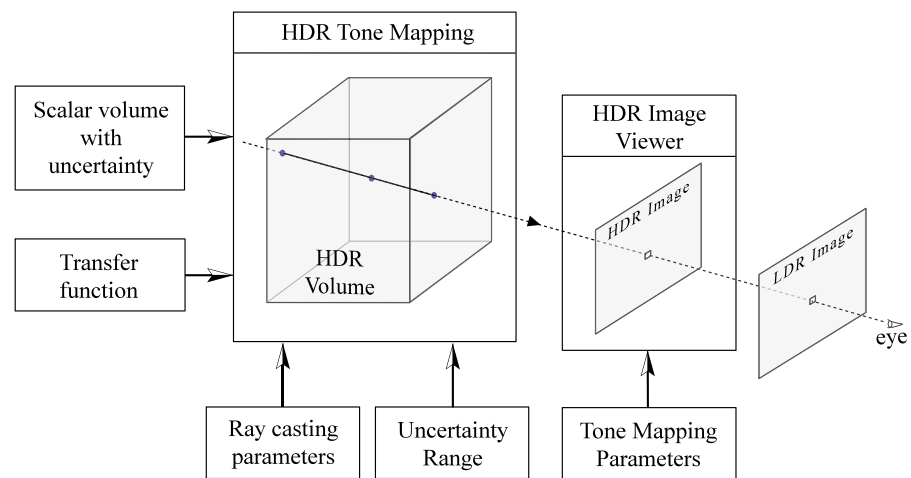 HDR Tone Mapping
Scalar volume
with
uncertainty
HDR Image
Viewer
HDR Image
LDR Image
Transfer
function
HDR
Volume
eye
Ray casting
parameters
Uncertainty
Range
Tone Mapping
Parameters